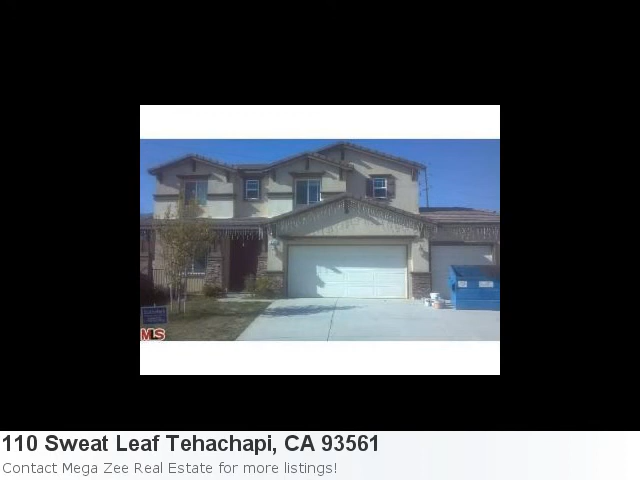 MLS
110 Sweat Leaf Tehachapi, CA 93561
Contact Mega Zee Real Estate for more listings!